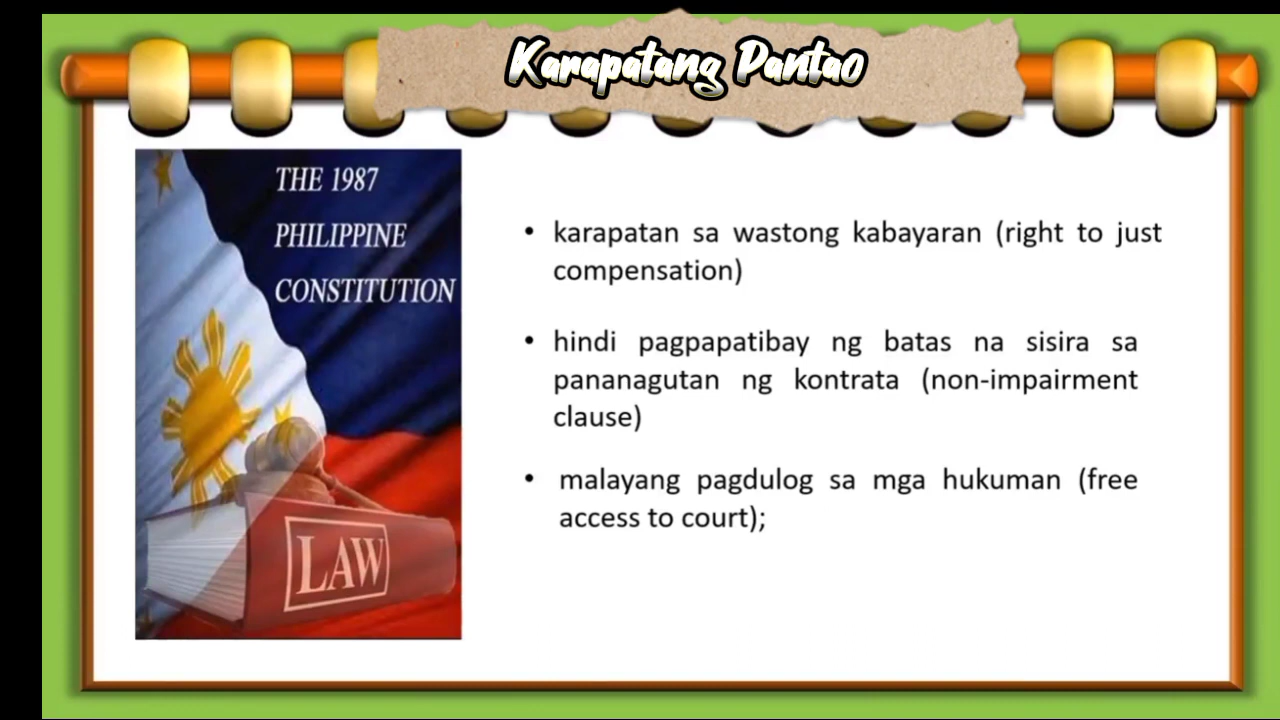 Karapatang Pantao
THE 1987
PHILIPPINE
CONSTITUTION
LAW
• karapatan sa wastong kabayaran (right to just
compensation)
• hindi pagpapatibay ng batas na sisira sa
pananagutan ng kontrata (non-impairment
clause)
• malayang pagdulog sa mga hukuman (free
access to court);